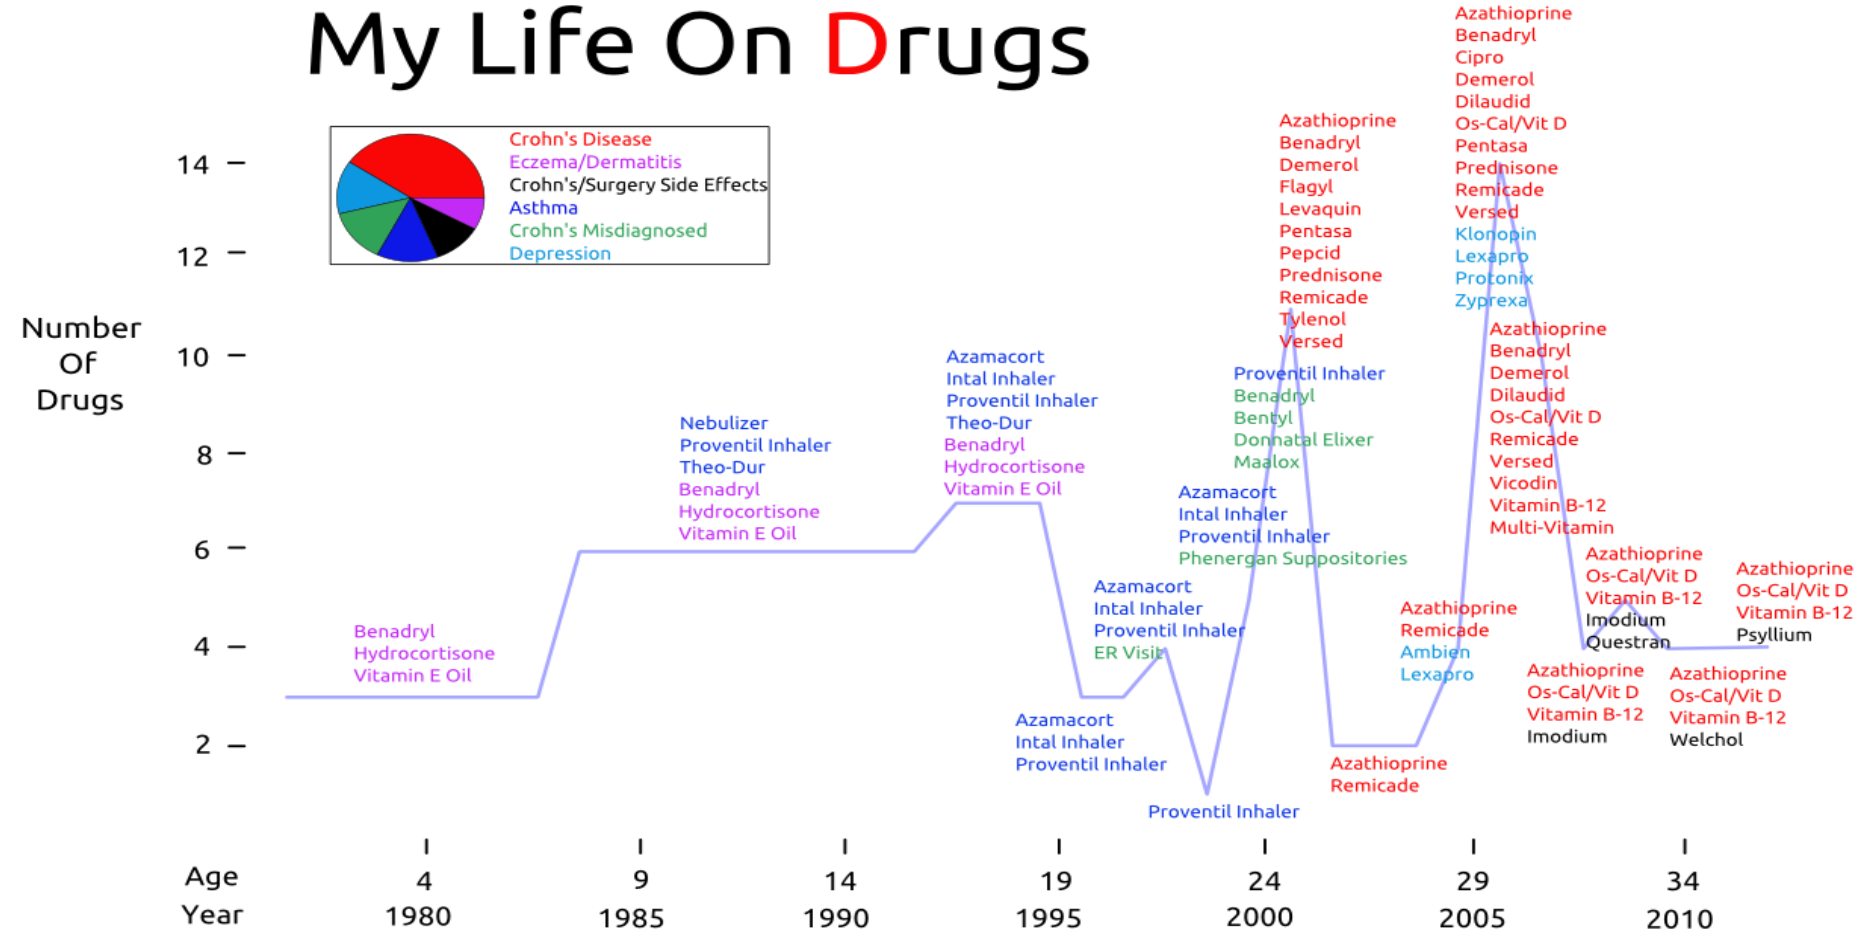 My Life On Drugs
Crohn's Disease
Eczema/Dermatitis
Crohn's/Surgery Side Effects
Asthma
Crohn's Misdiagnosed
Depression
Number
Of
Drugs
14
12
10
8
6
4
2
Benadryl
Hydrocortisone
Vitamin E Oil
Nebulizer
Proventil Inhaler
Theo-Dur
Benadryl
Hydrocortisone
Vitamin E Oil
Azamacort
Intal Inhaler
Proventil Inhaler
Theo-Dur
Benadryl
Hydrocortisone
Vitamin E Oil
Azamacort
Intal Inhaler
Proventil Inhaler
Azamacort
Intal Inhaler
Proventil Inhaler
ER Visit
Proventil Inhaler
Azamacort
Intal Inhaler
Proventil Inhaler
Phenergan Suppositories
Proventil Inhaler
Benadryl
Bentyl
Donnatal Elixer
Maalox
Azathioprine
Benadryl
Demerol
Flagyl
Levaquin
Pentasa
Pepcid
Prednisone
Remicade
Tylenol
Versed
Azathioprine
Remicade
Azathioprine
Remicade
Ambien
Lexapro
Azathioprine
Benadryl
Cipro
Demerol
Dilaudid
Os-Cal/Vit D
Pentasa
Prednisone
Remicade
Versed
Klonopin
Lexapro
Protonix
Zyprexa
Azathioprine
Benadryl
Demerol
Dilaudid
Os-Cal/Vit D
Remicade
Versed
Vicodin
Vitamin B-12
Multi-Vitamin
Azathioprine
Os-Cal/Vit D
Vitamin B-12
Imodium
Azathioprine
Os-Cal/Vit D
Vitamin B-12
Imodium
Questran
Azathioprine
Os-Cal/Vit D
Vitamin B-12
Welchol
Azathioprine
Os-Cal/Vit D
Vitamin B-12
Psyllium
Age 4 9 14 19 24 29 34
Year 1980 1985 1990 1995 2000 2005 2010